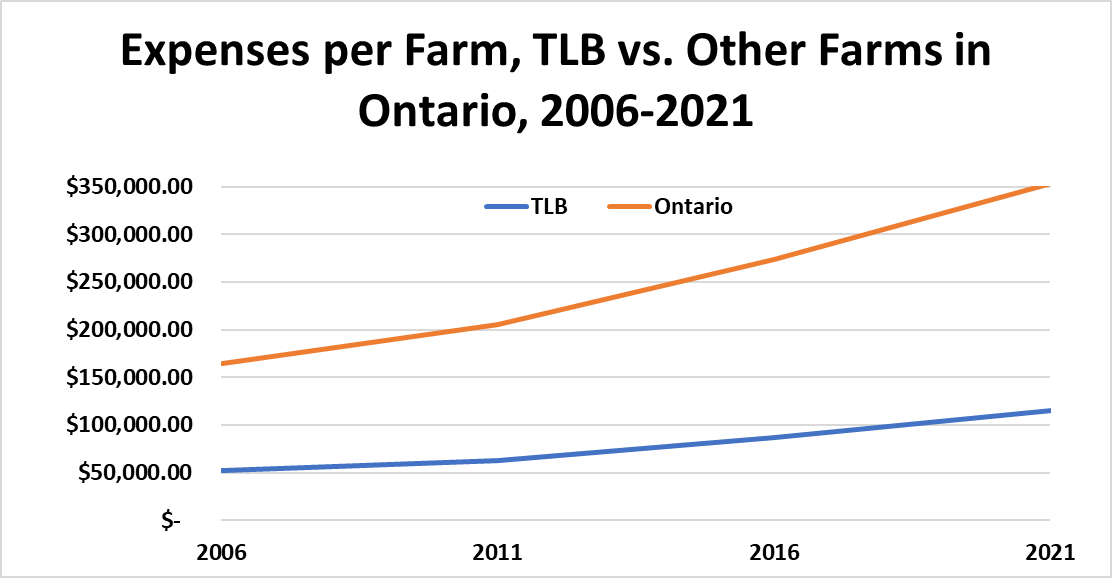 Expenses per Farm, TLB vs. Other Farms in
Ontario, 2006-2021
$350,000.00
TLB Ontario
$300,000.00
$250,000.00
$200,000.00
$150,000.00
$100,000.00
$50,000.00
$-
2006 2011 2016 2021